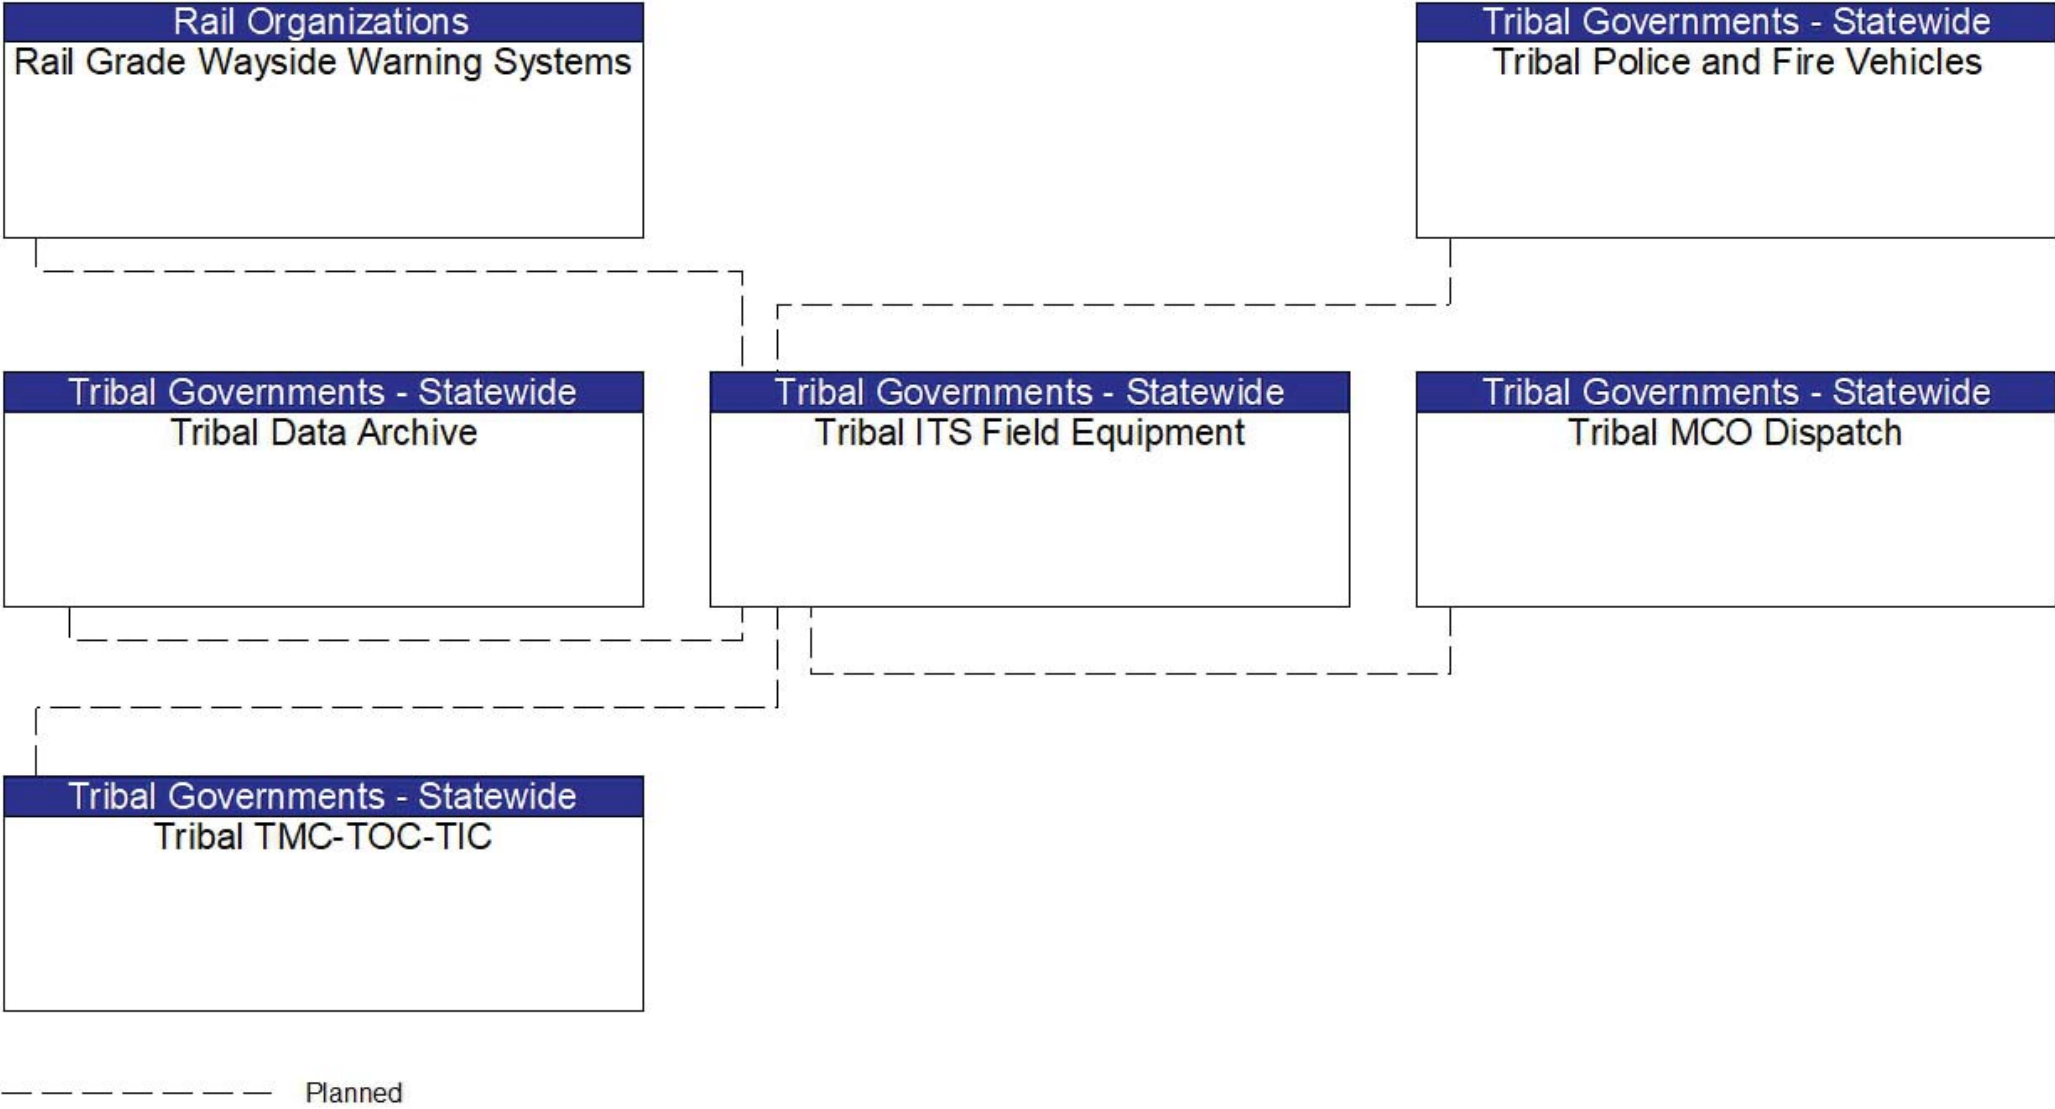 Rail Organizations
Rail Grade Wayside Warning Systems
Tribal Governments - Statewide
Tribal Police and Fire Vehicles
Tribal Governments - Statewide
Tribal Data Archive
Tribal Governments - Statewide
Tribal ITS Field Equipment
Tribal Governments - Statewide
Tribal MCO Dispatch
Tribal Governments - Statewide
Tribal TMC-TOC-TIC
Planned